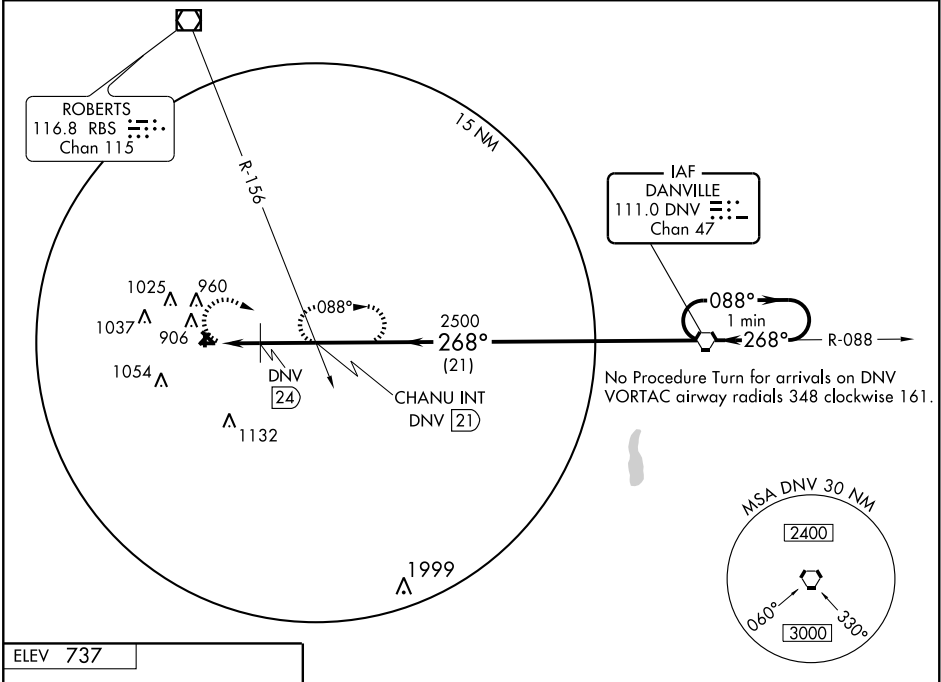 ROBERTS
116.8 RBS
Chan 115
R-156
15 NM
IAF
DANVILLE
111.0 DNV
Chan 47
1025
960
1037
906
1054
1132
1999
088°
2500
268°
(21)
DNV
24
CHANU INT
DNV 21
088°
1 min
268°
R-088
No Procedure Turn for arrivals on DNV
VORTAC airway radials 348 clockwise 161.
MSA DNV 30 NM
2400
060°
330°
3000
ELEV 737